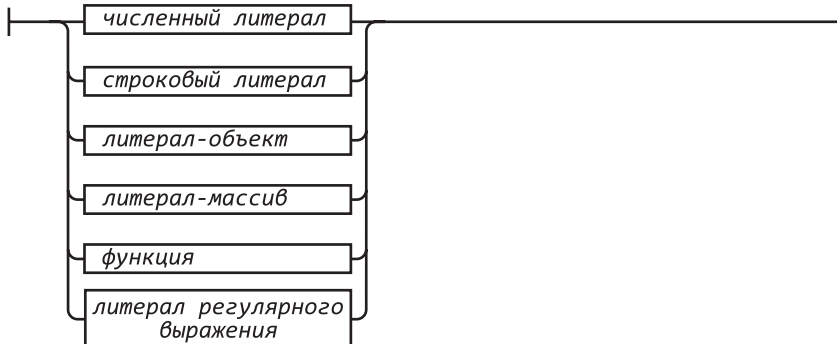 численный литерал
строковый литерал
литерал-объект
литерал-массив
функция
литерал регулярного
выражения